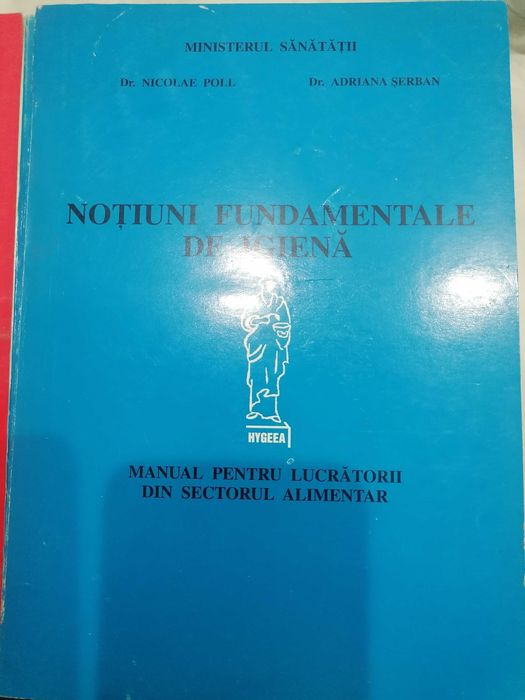 MINISTERUL SĂNĂTĂȚII
Dr. NICOLAE POLL Dr. ADRIANA ȘERBAN
NOȚIUNI FUNDAMENTALE
DE IGIENĂ
HYGEEA
MANUAL PENTRU LUCRĂTORII
DIN SECTORUL ALIMENTAR